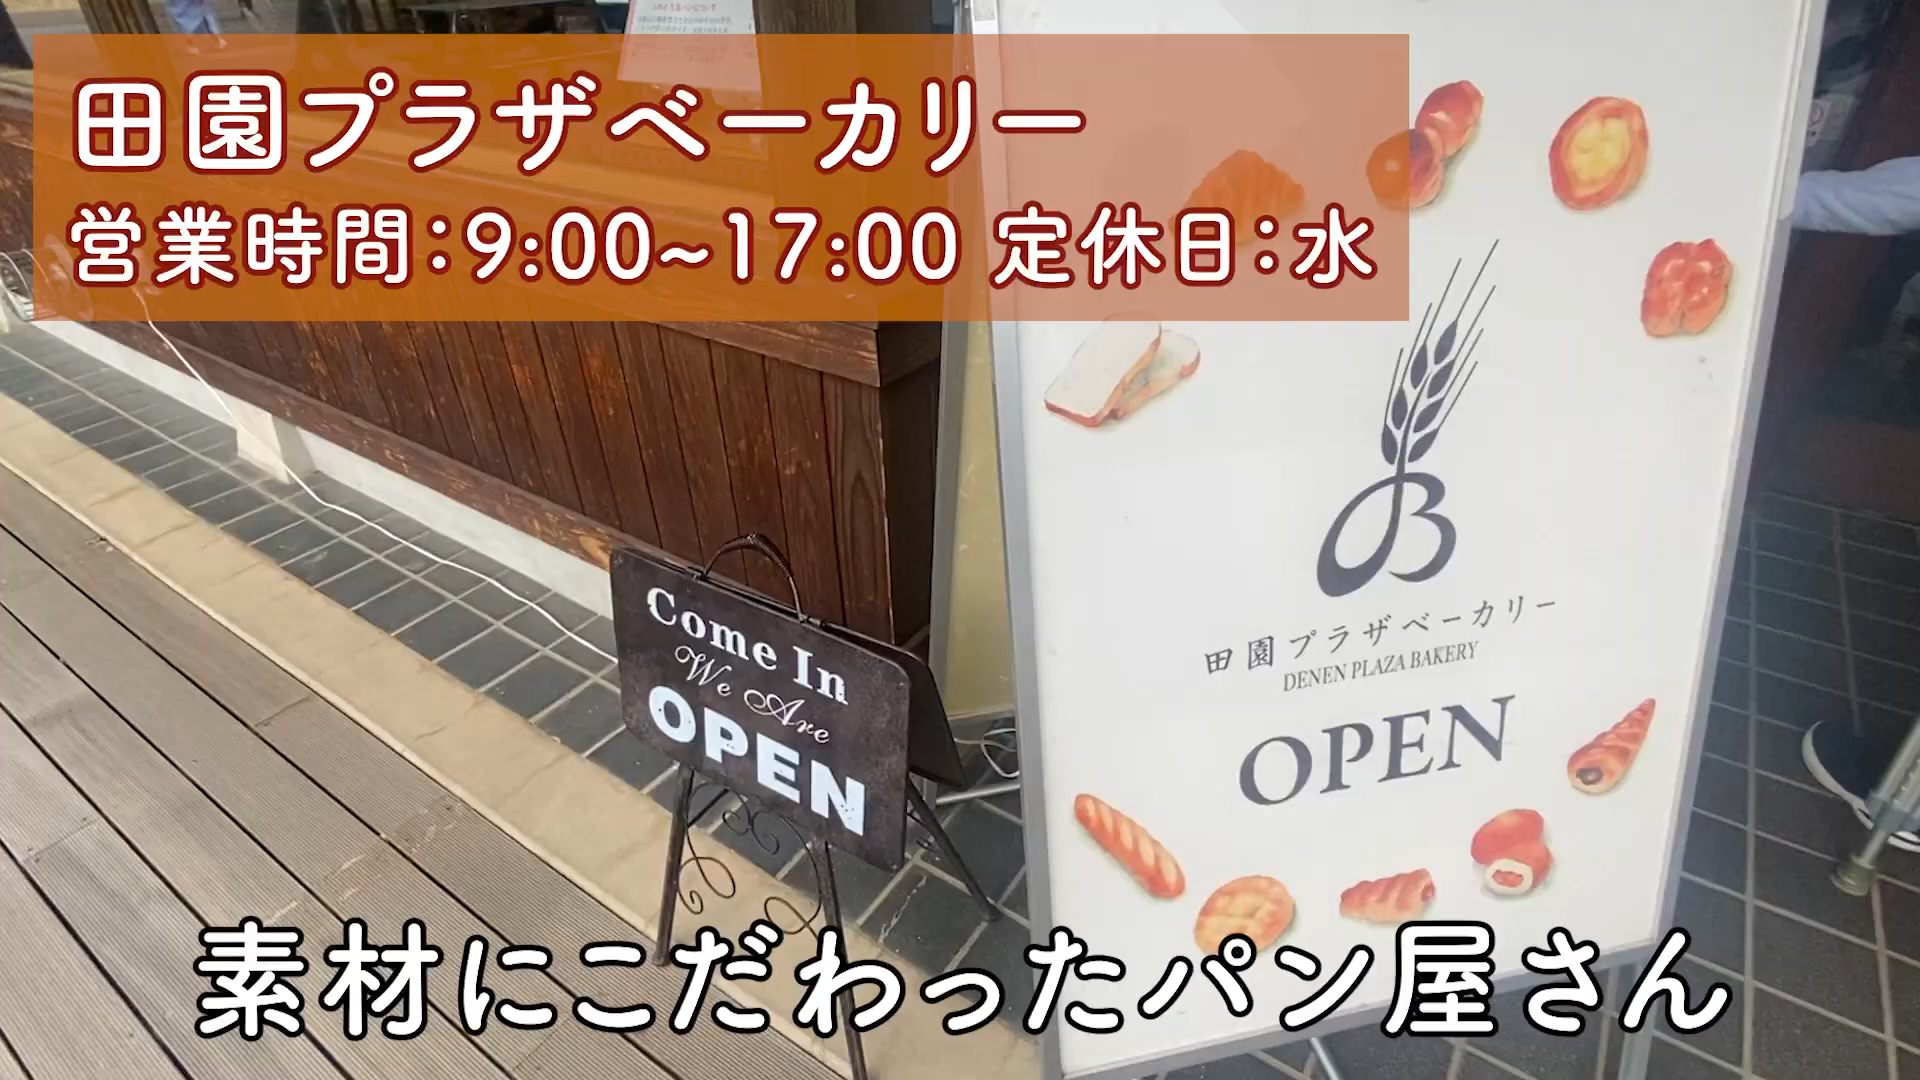 田園プラザベーカリー
営業時間:9:00~17:00 定休日:水
Come In
We Are
OPEN
田園プラザベーカリー
DENEN PLAZA BAKERY
OPEN
素材にこだわったパン屋さん